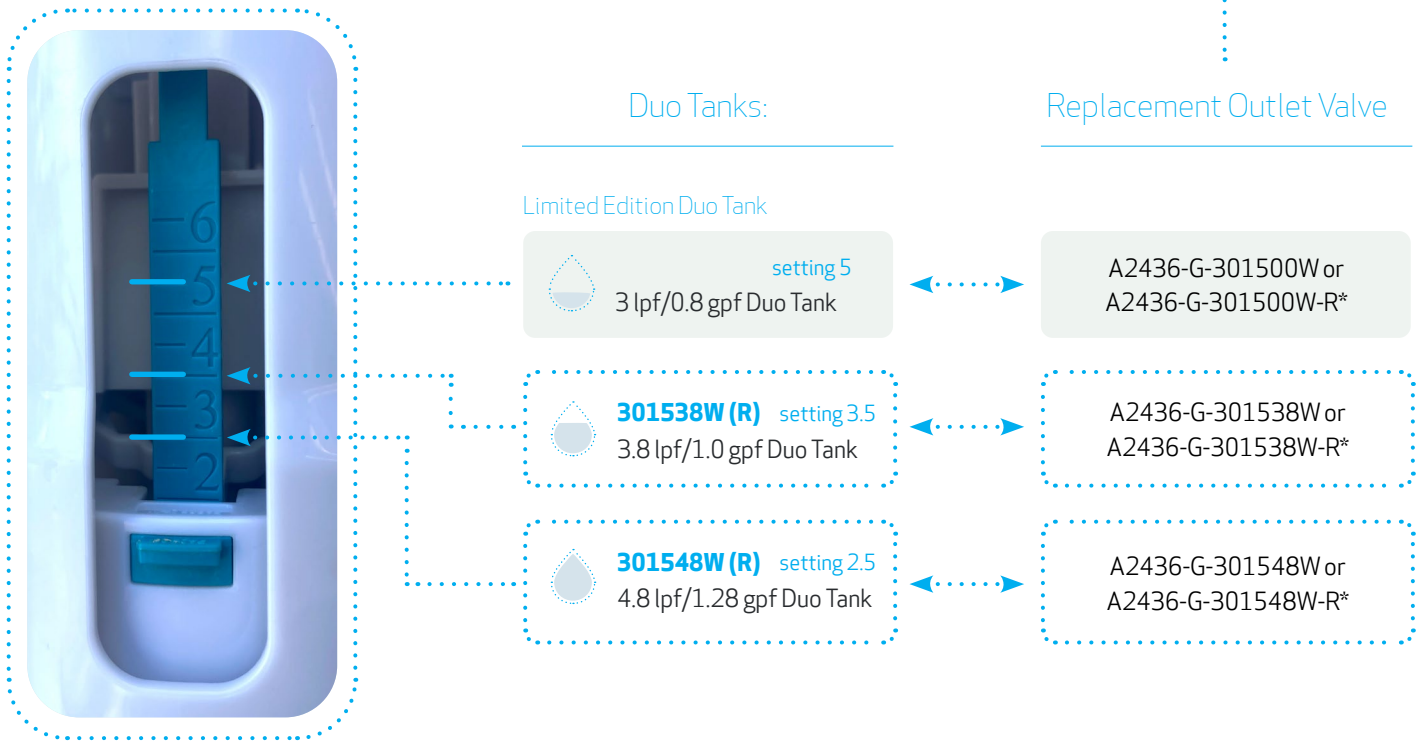 Duo Tanks:
Replacement Outlet Valve
Limited Edition Duo Tank
setting 5
3 lpf/0.8 gpf Duo Tank
A2436-G-301500W or
A2436-G-301500W-R*
301538W (R) setting 3.5
3.8 lpf/1.0 gpf Duo Tank
A2436-G-301538W or
A2436-G-301538W-R*
301548W (R) setting 2.5
4.8 lpf/1.28 gpf Duo Tank
A2436-G-301548W or
A2436-G-301548W-R*
6
5
4
3
2